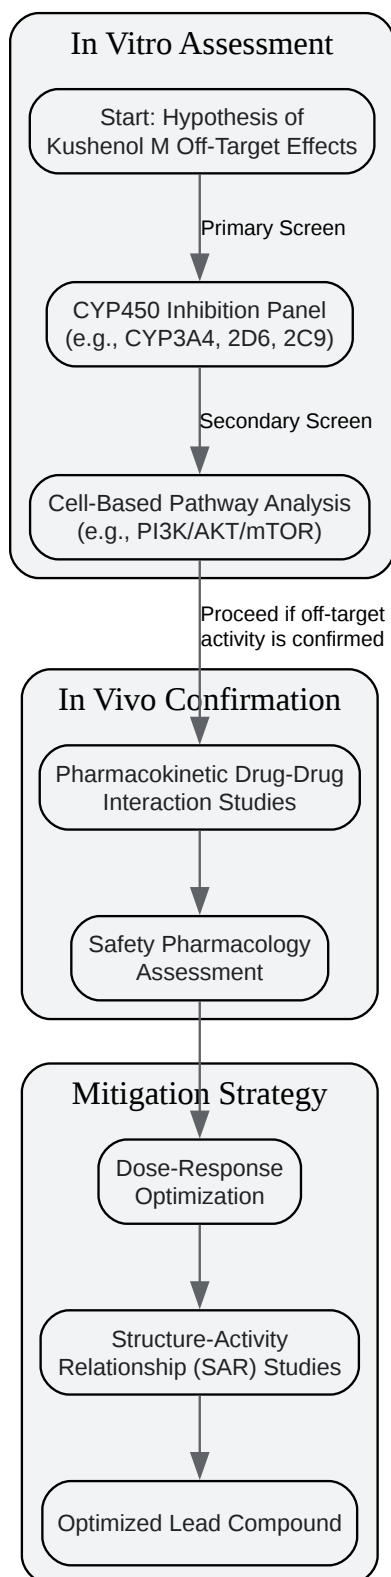 In Vitro Assessment
Start: Hypothesis of
Kushenol M Off-Target Effects
Primary Screen
CYP450 Inhibition Panel
(e.g., CYP3A4, 2D6, 2C9)
Secondary Screen
Cell-Based Pathway Analysis
(e.g., PI3K/AKT/mTOR)
Proceed if off-target
activity is confirmed
In Vivo Confirmation
Pharmacokinetic Drug-Drug
Interaction Studies
Safety Pharmacology
Assessment
Mitigation Strategy
Dose-Response
Optimization
Structure-Activity
Relationship (SAR) Studies
Optimized Lead Compound